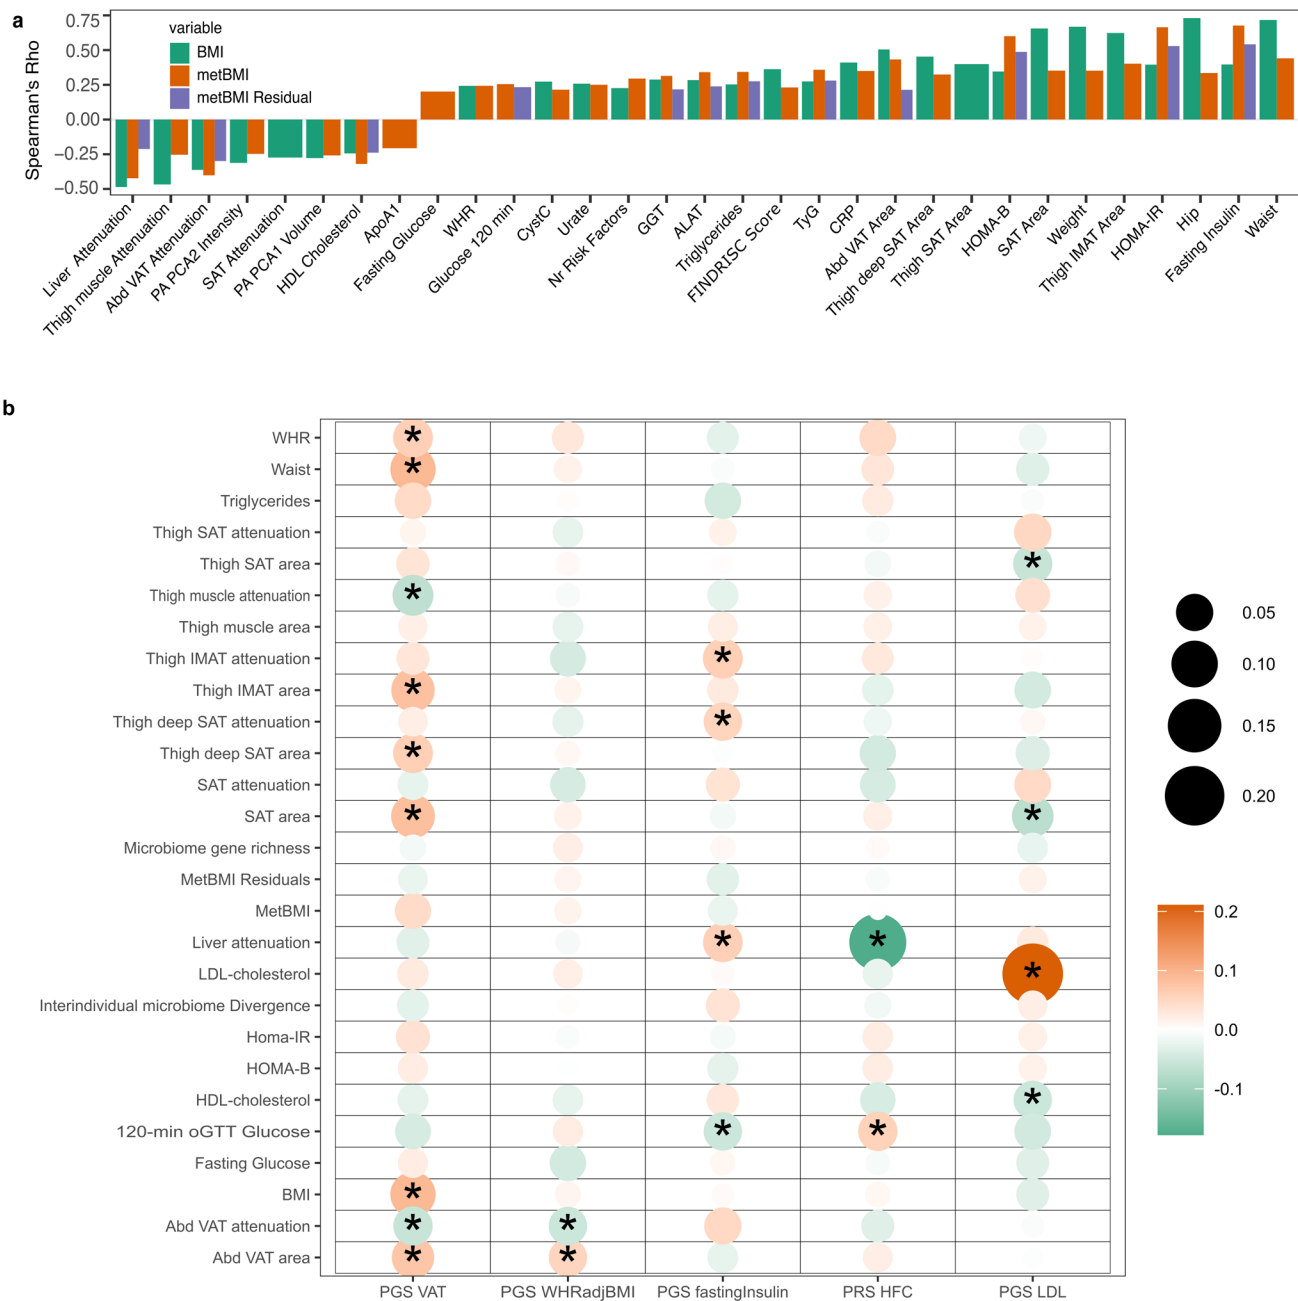 a
variable
BMI
metBMI
metBMI Residual
Spearman's Rho
0.75
0.50
0.25
0.00
−0.25
−0.50
Liver Attenuation
Thigh muscle Attenuation
Abd VAT Attenuation
PA PCA2 Intensity
SAT Attenuation
PA PCA1 Volume
HDL Cholesterol
ApoA1
Fasting Glucose
WHR
Glucose 120 min
CystC
Urate
Nr Risk Factors
GGT
ALAT
Triglycerides
FINDRISC Score
TyG
CRP
Abd VAT Area
Thigh deep SAT Area
Thigh SAT Area
HOMA-B
SAT Area
Weight
Thigh IMAT Area
HOMA-IR
Hip
Fasting Insulin
Waist
b
WHR
*
Waist
*
Triglycerides
Thigh SAT attenuation
Thigh SAT area
*
Thigh muscle attenuation
*
Thigh muscle area
Thigh IMAT attenuation
*
Thigh IMAT area
*
Thigh deep SAT attenuation
*
Thigh deep SAT area
*
SAT attenuation
SAT area
* *
Microbiome gene richness
MetBMI Residuals
MetBMI
Liver attenuation
* *
LDL-cholesterol
*
Interindividual microbiome Divergence
Homa-IR
HOMA-B
HDL-cholesterol
*
120-min oGTT Glucose
* *
Fasting Glucose
BMI
*
Abd VAT attenuation
* *
Abd VAT area
* *
PGS VAT
PGS WHRadjBMI
PGS fastingInsulin
PRS HFC
PGS LDL
0.05
0.10
0.15
0.20
0.2
0.1
0.0
-0.1